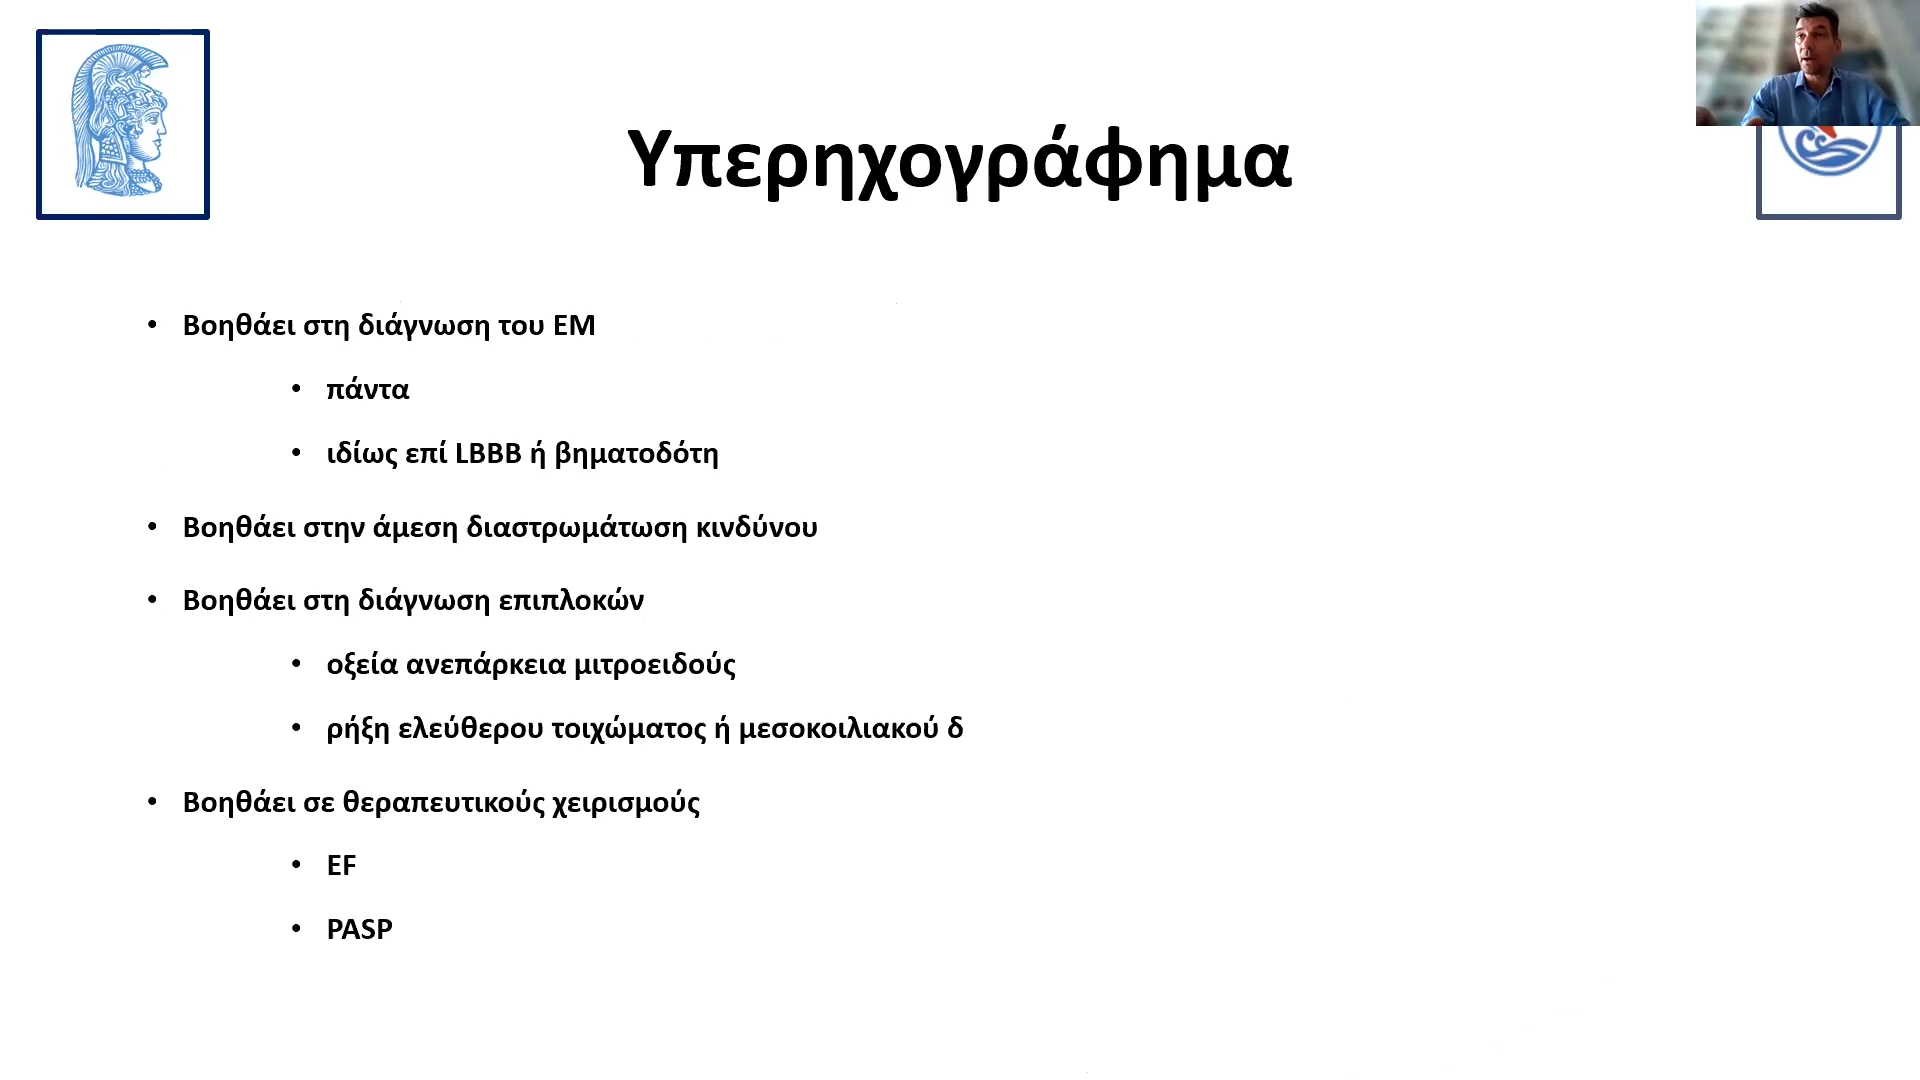 Υπερηχογράφημα
• Βοηθάει στη διάγνωση του ΕΜ
• πάντα
• ιδίως επί LBBB ή βηματοδότη
• Βοηθάει στην άμεση διαστρωμάτωση κινδύνου
• Βοηθάει στη διάγνωση επιπλοκών
• οξεία ανεπάρκεια μιτροειδούς
• ρήξη ελεύθερου τοιχώματος ή μεσοκοιλιακού δ
• Βοηθάει σε θεραπευτικούς χειρισμούς
• EF
• PASP